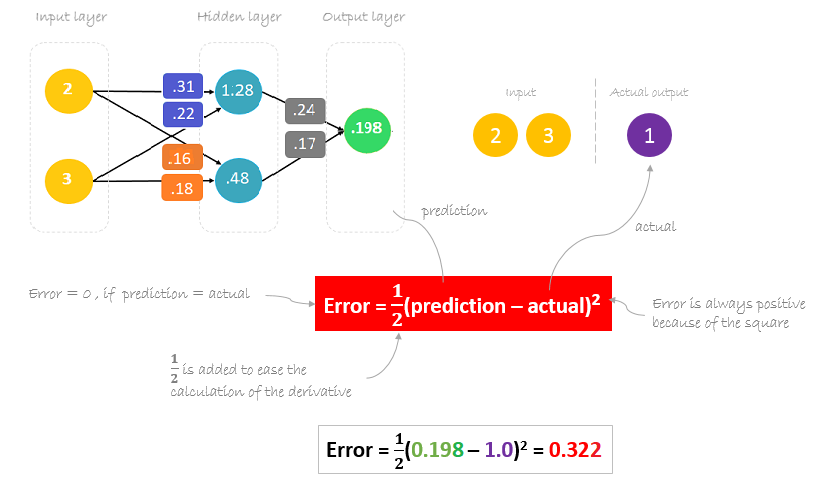 Input layer
Hidden layer
Output layer
2
.31
1.28
.22
.24
.198
3
.16
.17
.18
.48
Input
Actual output
2 3
1
prediction
actual
Error = 0 , if prediction = actual
Error = 1/2(prediction – actual)²
Error is always positive
because of the square
1/2 is added to ease the
calculation of the derivative
Error = 1/2(0.198 – 1.0)² = 0.322